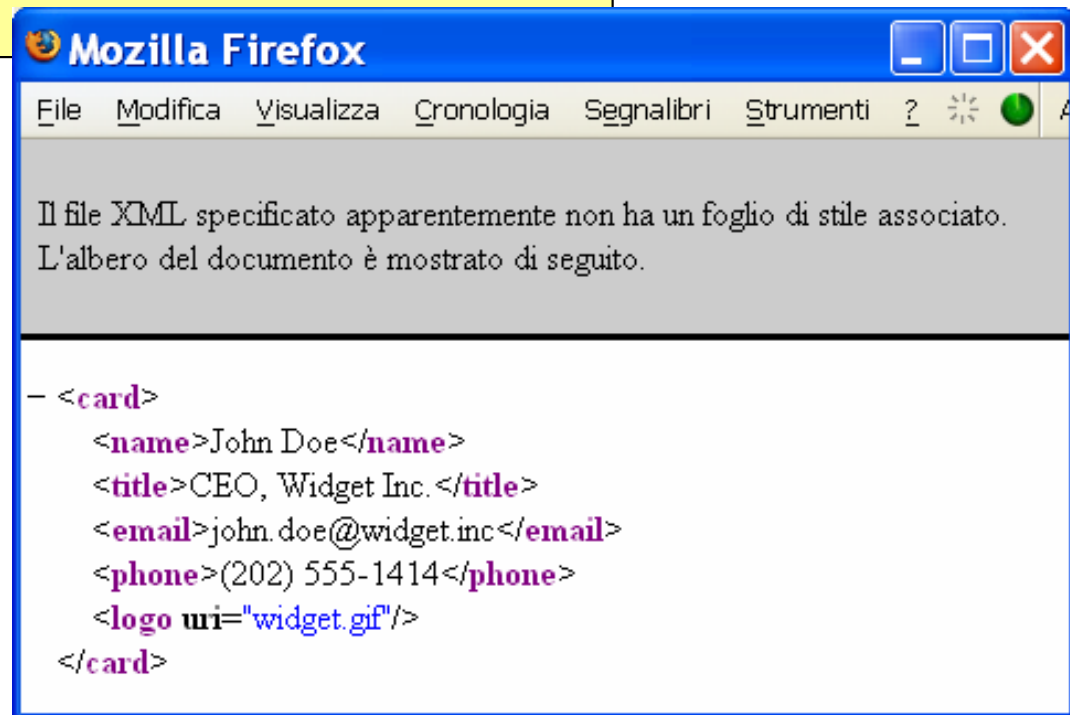 Mozilla Firefox
File Modifica Visualizza Cronologia Segnalibri Strumenti ?
Il file XML specificato apparentemente non ha un foglio di stile associato.
L'albero del documento è mostrato di seguito.
– <card>
<name>John Doe</name>
<title>CEO, Widget Inc.</title>
<email>john.doe@widget.inc</email>
<phone>(202) 555-1414</phone>
<logo uri="widget.gif"/>
</card>